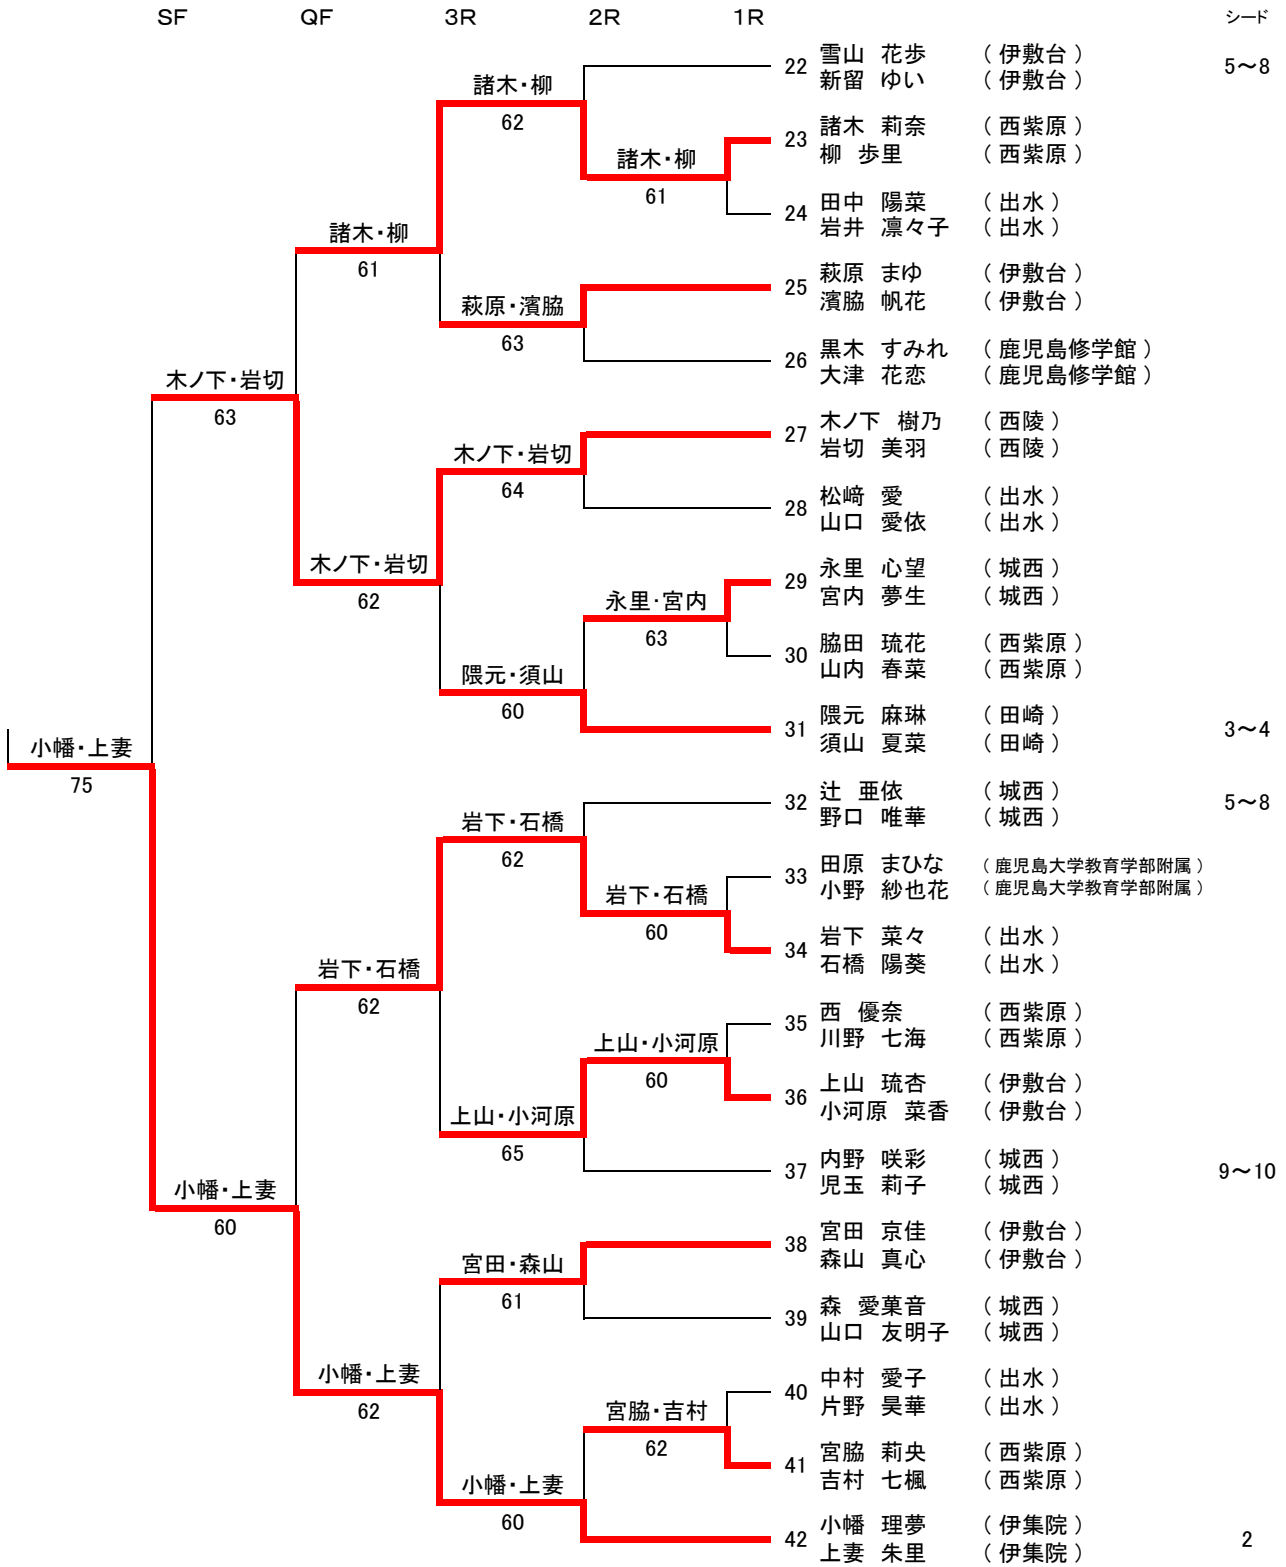 SF QF 3R 2R 1R シード
22 雪山 花歩 （ 伊敷台 ） 5～8
新留 ゆい （ 伊敷台 ）
諸木・柳
62
23 諸木 莉奈 （ 西紫原 ）
柳 歩里 （ 西紫原 ）
諸木・柳
61
24 田中 陽菜 （ 出水 ）
岩井 凛々子 （ 出水 ）
諸木・柳
61
25 萩原 まゆ （ 伊敷台 ）
濱脇 帆花 （ 伊敷台 ）
萩原・濱脇
63
26 黒木 すみれ （ 鹿児島修学館 ）
大津 花恋 （ 鹿児島修学館 ）
木ノ下・岩切
63
27 木ノ下 樹乃 （ 西陵 ）
岩切 美羽 （ 西陵 ）
木ノ下・岩切
64
28 松﨑 愛 （ 出水 ）
山口 愛依 （ 出水 ）
木ノ下・岩切
62
29 永里 心望 （ 城西 ）
宮内 夢生 （ 城西 ）
永里・宮内
63
30 脇田 琉花 （ 西紫原 ）
山内 春菜 （ 西紫原 ）
隈元・須山
60
31 隈元 麻琳 （ 田崎 ） 3～4
須山 夏菜 （ 田崎 ）
小幡・上妻
75
32 辻 亜依 （ 城西 ） 5～8
野口 唯華 （ 城西 ）
岩下・石橋
62
33 田原 まひな （ 鹿児島大学教育学部附属 ）
小野 紗也花 （ 鹿児島大学教育学部附属 ）
岩下・石橋
60
34 岩下 菜々 （ 出水 ）
石橋 陽葵 （ 出水 ）
岩下・石橋
62
35 西 優奈 （ 西紫原 ）
川野 七海 （ 西紫原 ）
上山・小河原
60
36 上山 琉杏 （ 伊敷台 ）
小河原 菜香 （ 伊敷台 ）
上山・小河原
65
37 内野 咲彩 （ 城西 ） 9～10
児玉 莉子 （ 城西 ）
小幡・上妻
60
38 宮田 京佳 （ 伊敷台 ）
森山 真心 （ 伊敷台 ）
宮田・森山
61
39 森 愛菓音 （ 城西 ）
山口 友明子 （ 城西 ）
小幡・上妻
62
40 中村 愛子 （ 出水 ）
片野 昊華 （ 出水 ）
宮脇・吉村
62
41 宮脇 莉央 （ 西紫原 ）
吉村 七楓 （ 西紫原 ）
小幡・上妻
60
42 小幡 理夢 （ 伊集院 ） 2
上妻 朱里 （ 伊集院 ）